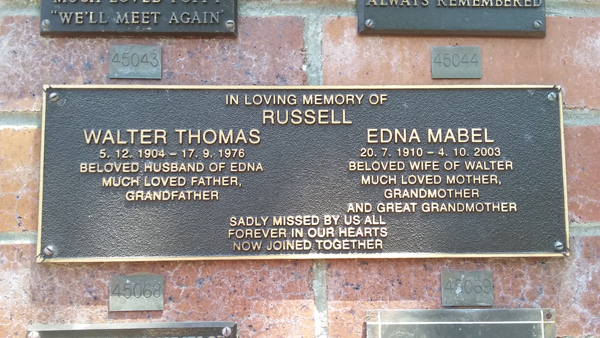 "WE'LL MEET AGAIN"
ALWAYS REMEMBERED
45043
45044
IN LOVING MEMORY OF
RUSSELL
WALTER THOMAS
5. 12. 1904 – 17. 9. 1976
BELOVED HUSBAND OF EDNA
MUCH LOVED FATHER,
GRANDFATHER
EDNA MABEL
20. 7. 1910 – 4. 10. 2003
BELOVED WIFE OF WALTER
MUCH LOVED MOTHER,
GRANDMOTHER
AND GREAT GRANDMOTHER
SADLY MISSED BY US ALL
FOREVER IN OUR HEARTS
NOW JOINED TOGETHER
45068
45069